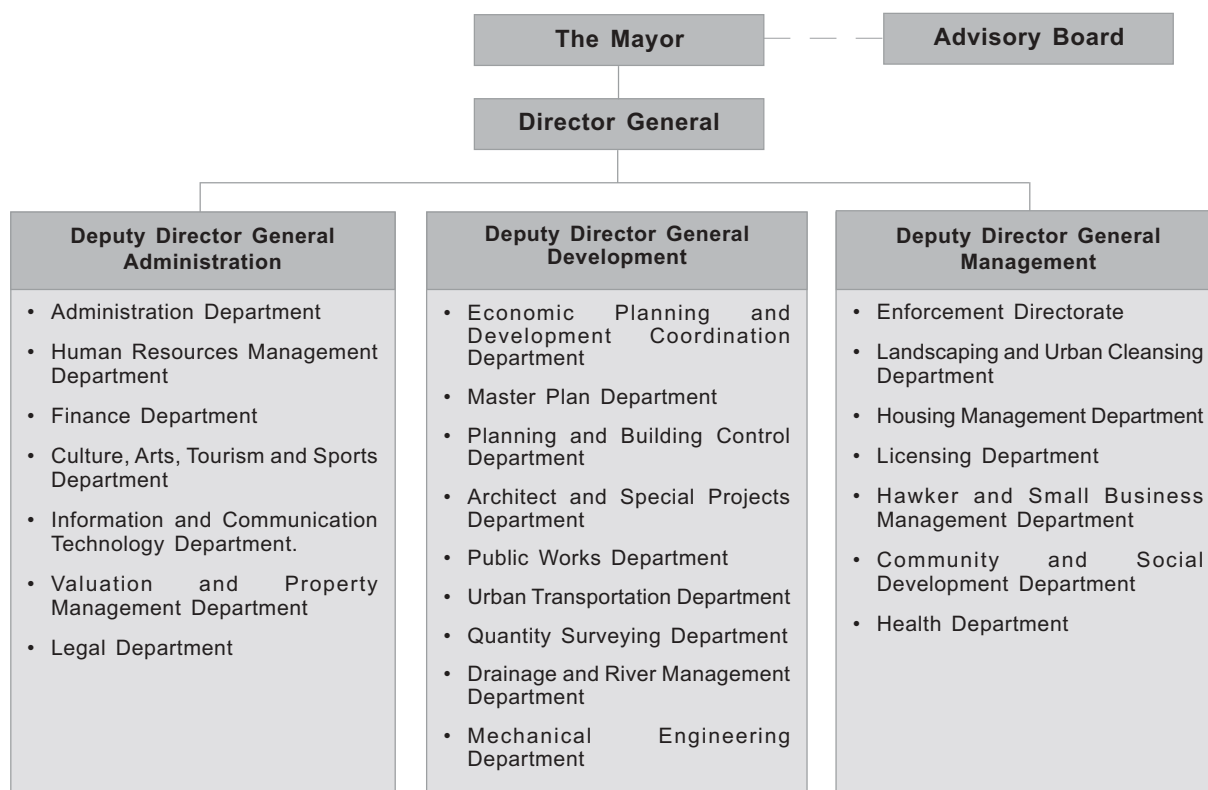 The Mayor
Advisory Board
Director General
Deputy Director General
Administration
• Administration Department
• Human Resources Management
Department
• Finance Department
• Culture, Arts, Tourism and Sports
Department
• Information and Communication
Technology Department.
• Valuation and Property
Management Department
• Legal Department
Deputy Director General
Development
• Economic Planning and
Development Coordination
Department
• Master Plan Department
• Planning and Building Control
Department
• Architect and Special Projects
Department
• Public Works Department
• Urban Transportation Department
• Quantity Surveying Department
• Drainage and River Management
Department
• Mechanical Engineering
Department
Deputy Director General
Management
• Enforcement Directorate
• Landscaping and Urban Cleansing
Department
• Housing Management Department
• Licensing Department
• Hawker and Small Business
Management Department
• Community and Social
Development Department
• Health Department